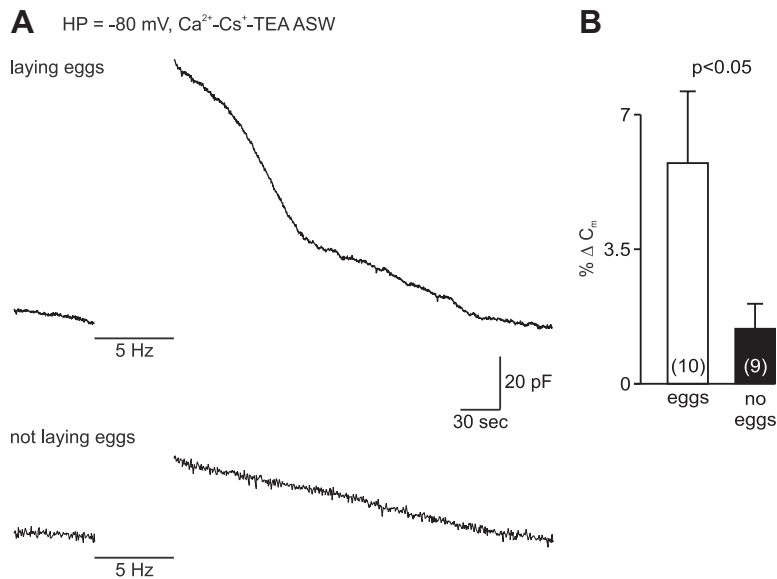 A HP = -80 mV, Ca²⁺-Cs⁺-TEA ASW
laying eggs
5 Hz
20 pF
30 sec
not laying eggs
5 Hz
B
p<0.05
7
3.5
0
% Δ Cₘ
(10)
(9)
eggs
no
eggs